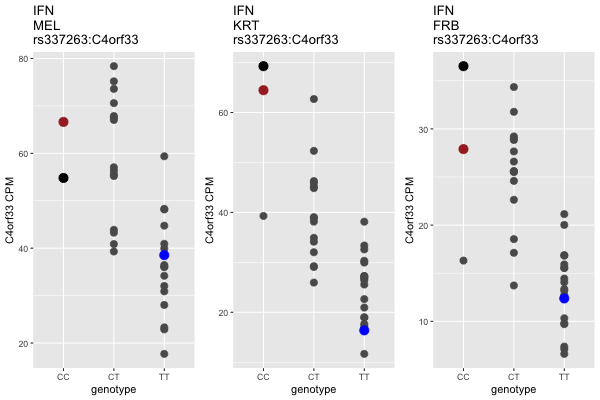 IFN
MEL
rs337263:C4orf33
80
60
40
20
C4orf33 CPM
CC CT TT
genotype
IFN
KRT
rs337263:C4orf33
60
40
20
C4orf33 CPM
CC CT TT
genotype
IFN
FRB
rs337263:C4orf33
30
20
10
C4orf33 CPM
CC CT TT
genotype